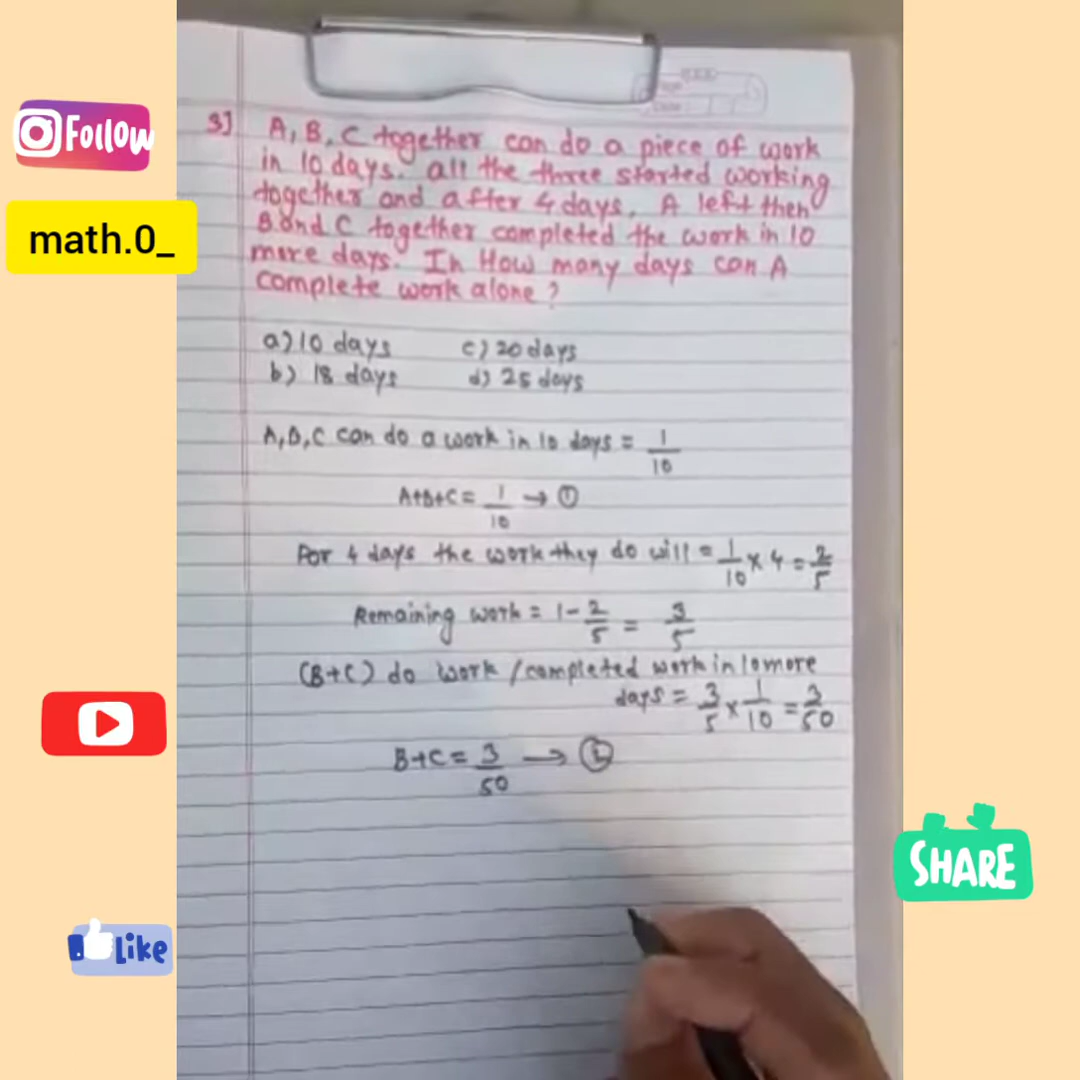 Follow
math.0_
3] A, B, C together can do a piece of work
in 10 days. all the three started working
together and after 4 days, A left then
B and C together completed the work in 10
more days. In How many days can A
complete work alone?
a) 10 days c) 20 days
b) 18 days d) 25 days
A, B, C can do a work in 10 days = 1/10
A+B+C = 1/10 → ①
For 4 days the work they do will = 1/10 × 4 = 2/5
Remaining work = 1 - 2/5 = 3/5
(B+C) do work / completed work in 10 more
days = 3/5 × 1/10 = 3/50
B+C = 3/50 → ②
SHARE
Like